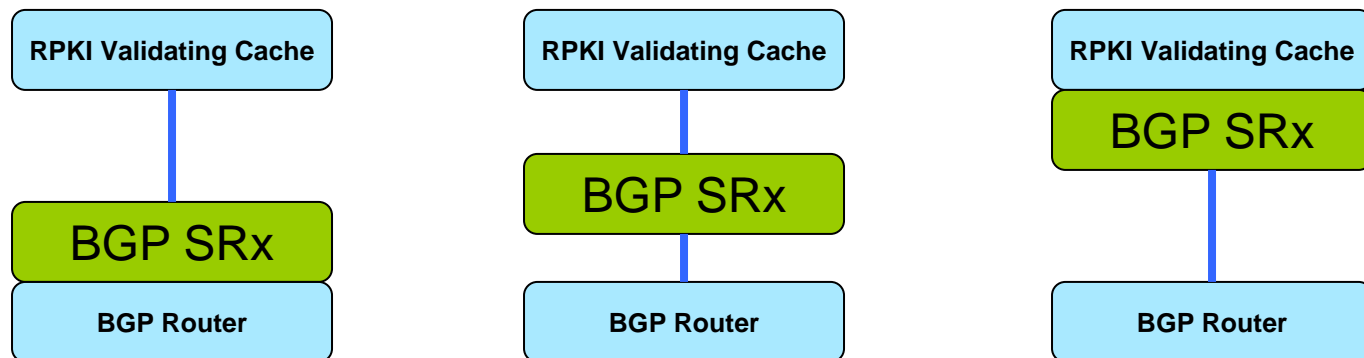 RPKI Validating Cache
BGP SRx
BGP Router
RPKI Validating Cache
BGP SRx
BGP Router
RPKI Validating Cache
BGP SRx
BGP Router